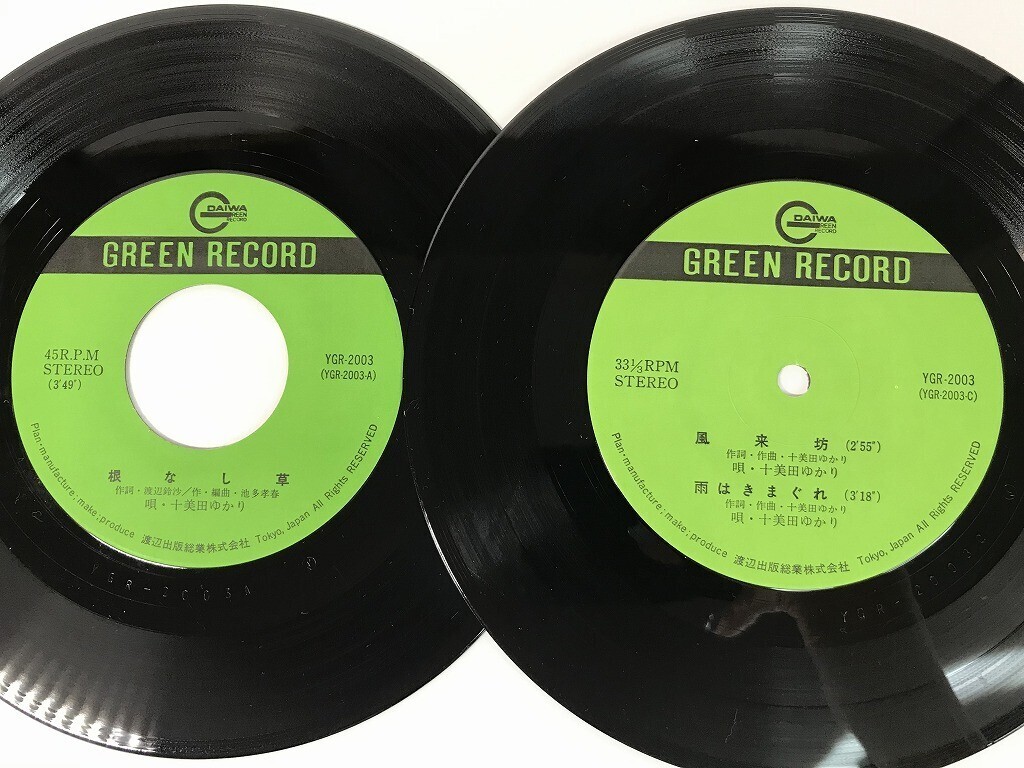 DAIWA
GREEN
RECORD
GREEN RECORD
45R.P.M
STEREO
(3'49")
YGR-2003
(YGR-2003-A)
根なし草
作詞・渡辺鈴沙/作・編曲・池多孝春
唄・十美田ゆかり
Plan・manufacture; make; produce 渡辺出版総業株式会社 Tokyo, Japan All Rights RESERVED
YGR-2003A
DAIWA
GREEN
RECORD
GREEN RECORD
33⅓RPM
STEREO
YGR-2003
(YGR-2003-C)
風来坊 (2'55")
作詞・作曲・十美田ゆかり
唄・十美田ゆかり
雨はきまぐれ (3'18")
作詞・作曲・十美田ゆかり
唄・十美田ゆかり
Plan・manufacture; make; produce 渡辺出版総業株式会社 Tokyo, Japan All Rights RESERVED